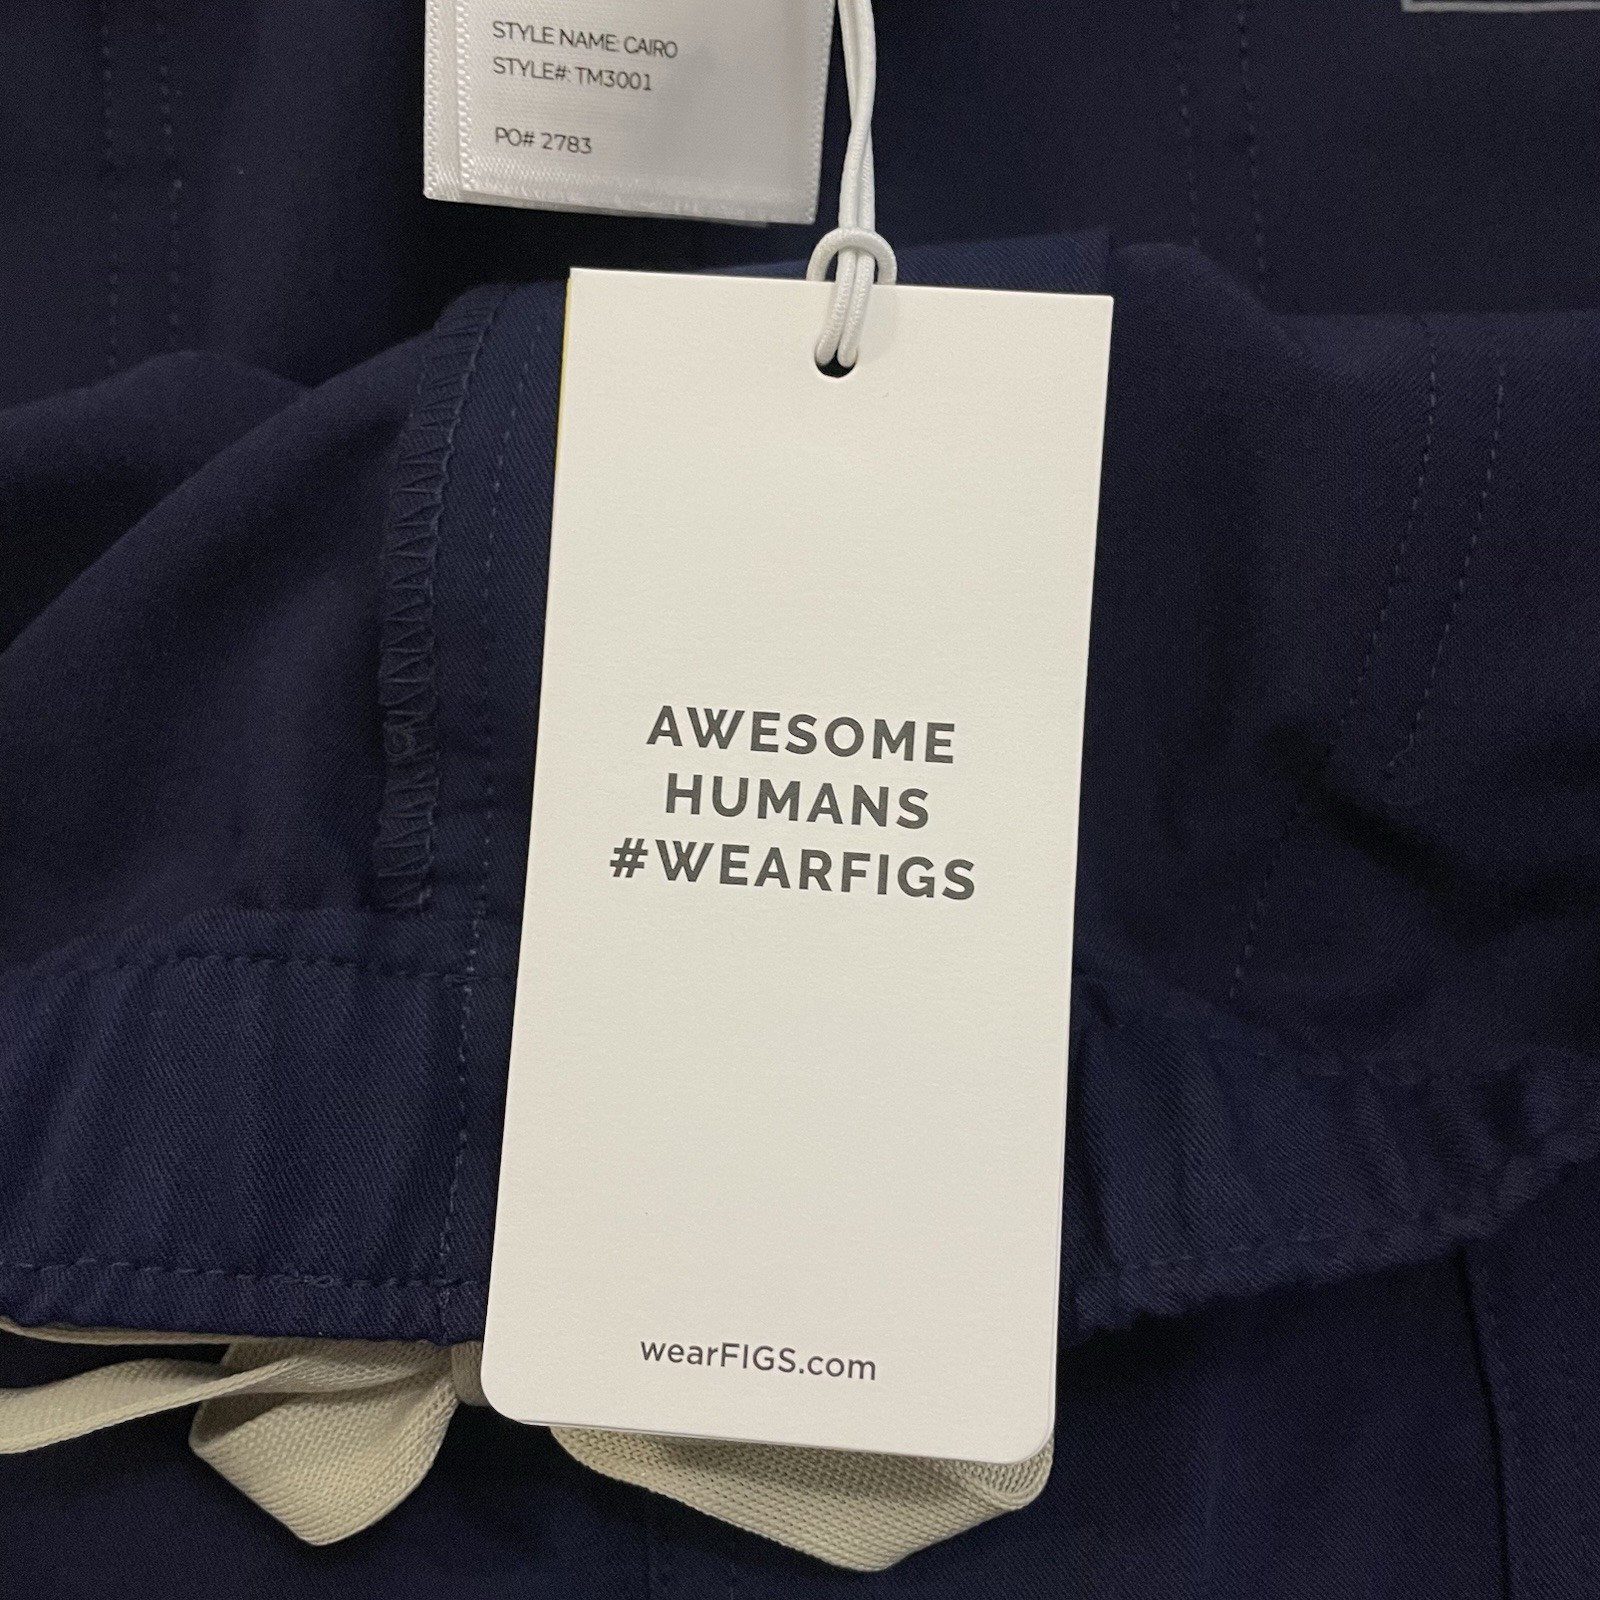 STYLE NAME: CAIRO
STYLE#: TM3001
PO# 2783
AWESOME
HUMANS
#WEARFIGS
wearFIGS.com